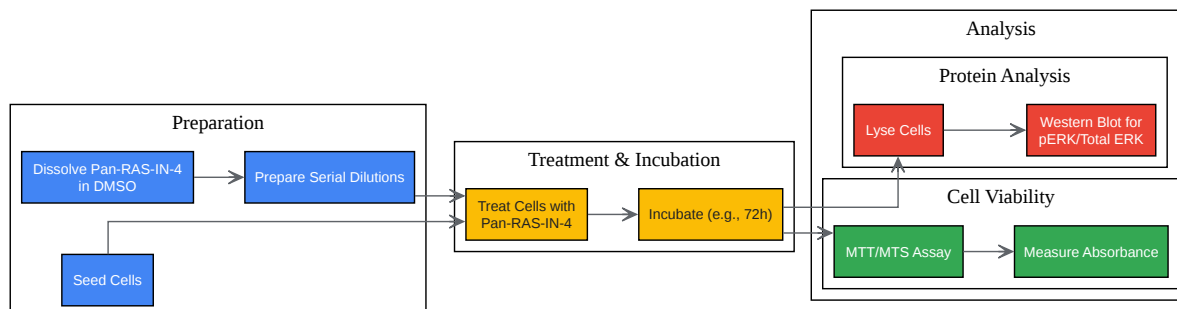 Preparation
Dissolve Pan-RAS-IN-4
in DMSO
Prepare Serial Dilutions
Seed Cells
Treatment & Incubation
Treat Cells with
Pan-RAS-IN-4
Incubate (e.g., 72h)
Analysis
Protein Analysis
Lyse Cells
Western Blot for
pERK/Total ERK
Cell Viability
MTT/MTS Assay
Measure Absorbance